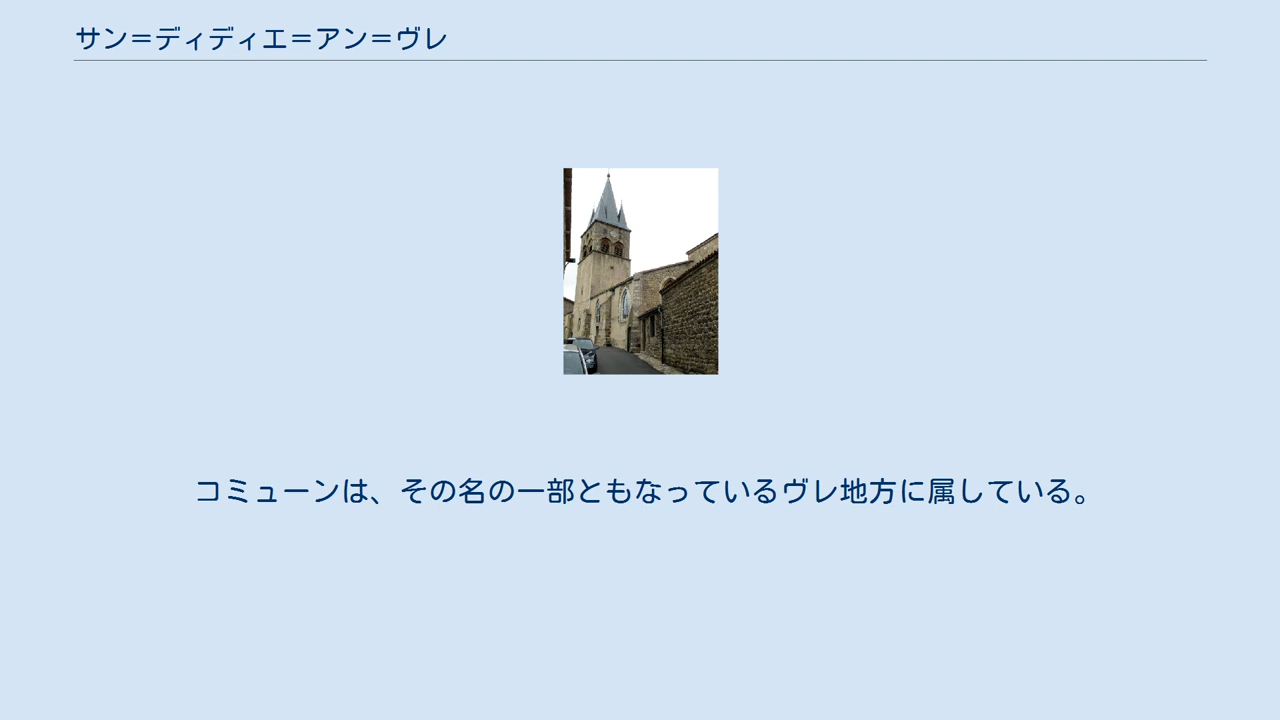 サン＝ディディエ＝アン＝ヴレ
コミューンは、その名の一部ともなっているヴレ地方に属している。